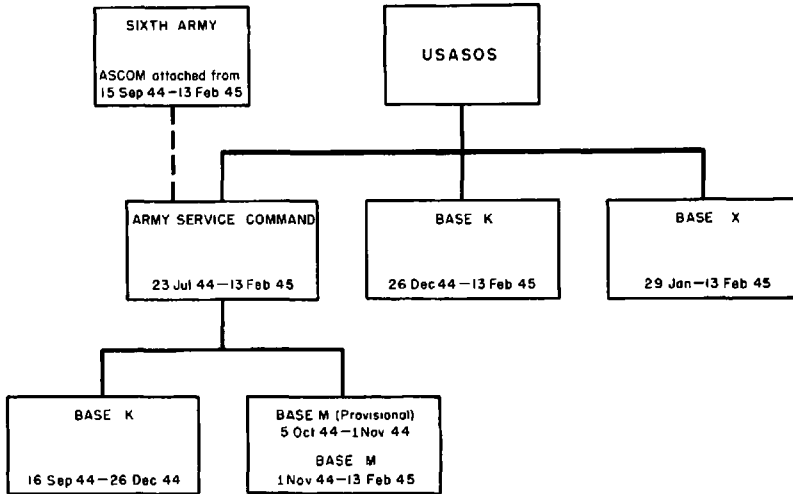 SIXTH ARMY
ASCOM attached from
15 Sep 44–13 Feb 45
USASOS
ARMY SERVICE COMMAND
23 Jul 44–13 Feb 45
BASE K
26 Dec 44–13 Feb 45
BASE X
29 Jan–13 Feb 45
BASE K
16 Sep 44–26 Dec 44
BASE M (Provisional)
5 Oct 44–1 Nov 44
BASE M
1 Nov 44–13 Feb 45